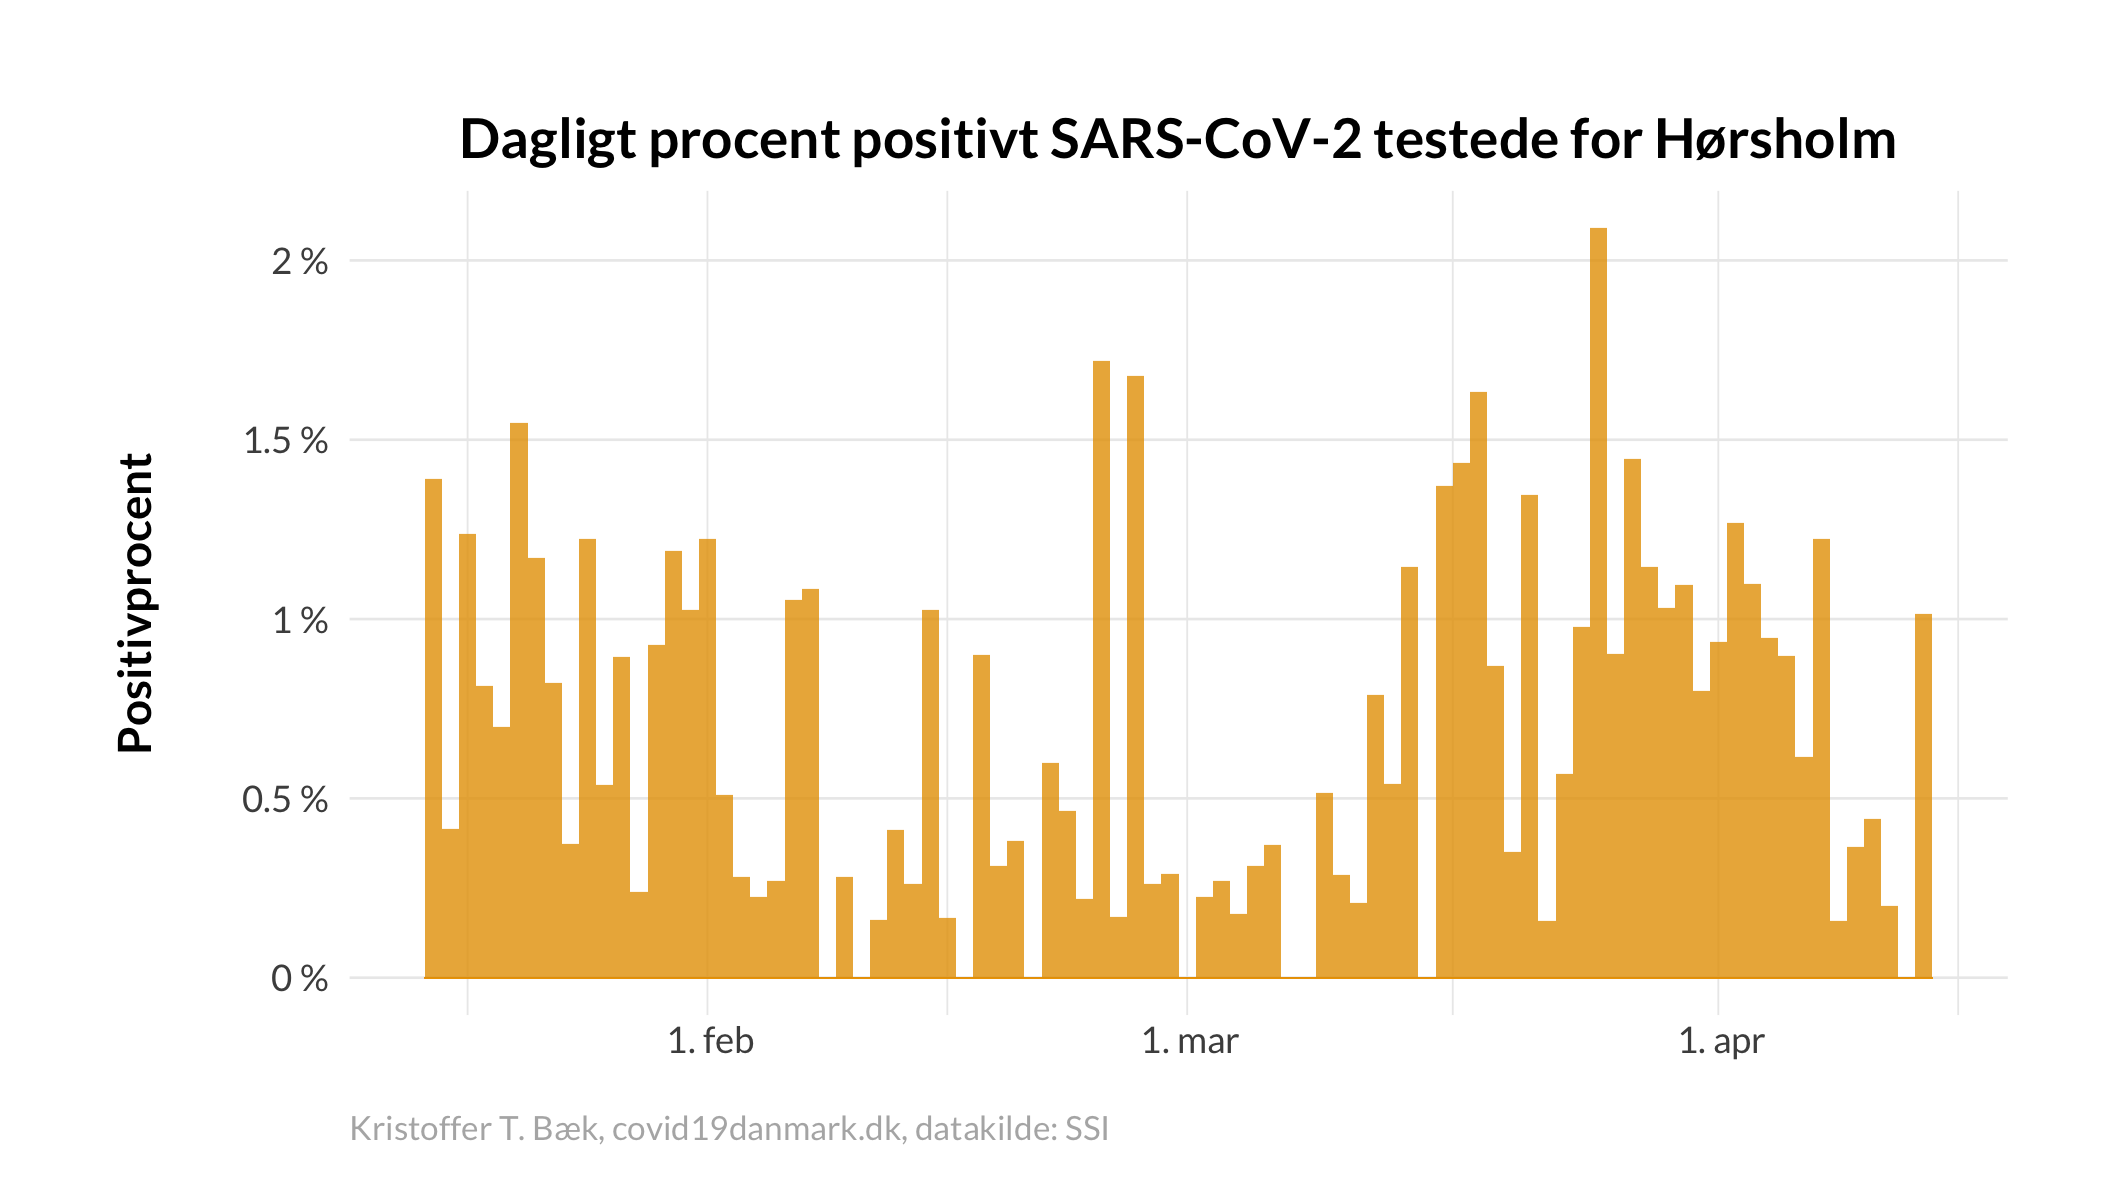 Dagligt procent positivt SARS-CoV-2 testede for Hørsholm
Positivprocent
2 %
1.5 %
1 %
0.5 %
0 %
1. feb
1. mar
1. apr
Kristoffer T. Bæk, covid19danmark.dk, datakilde: SSI